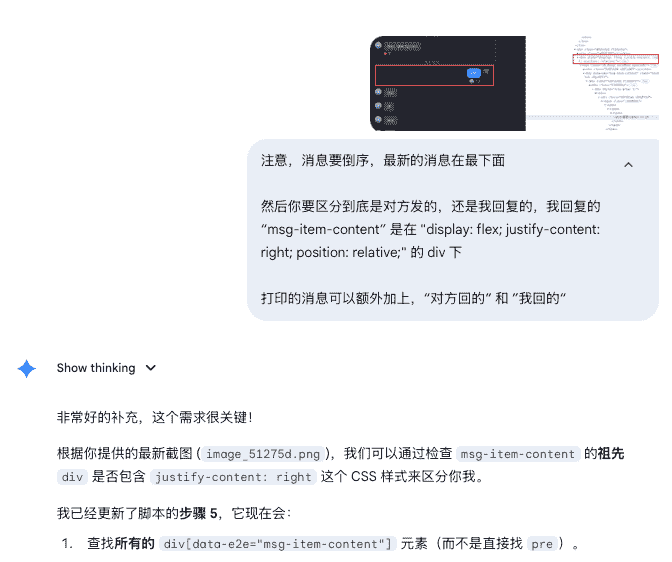 注意，消息要倒序，最新的消息在最下面
然后你要区分到底是对方发的，还是我回复的，我回复的
“msg-item-content” 是在 "display: flex; justify-content:
right; position: relative;" 的 div 下
打印的消息可以额外加上，“对方回的” 和 ”我回的“
Show thinking
非常好的补充，这个需求很关键！
根据你提供的最新截图 ( image_51275d.png )，我们可以通过检查 msg-item-content 的祖先
div 是否包含 justify-content: right 这个 CSS 样式来区分你我。
我已经更新了脚本的步骤 5，它现在会：
1. 查找所有的 div[data-e2e="msg-item-content"] 元素（而不是直接找 pre ）。